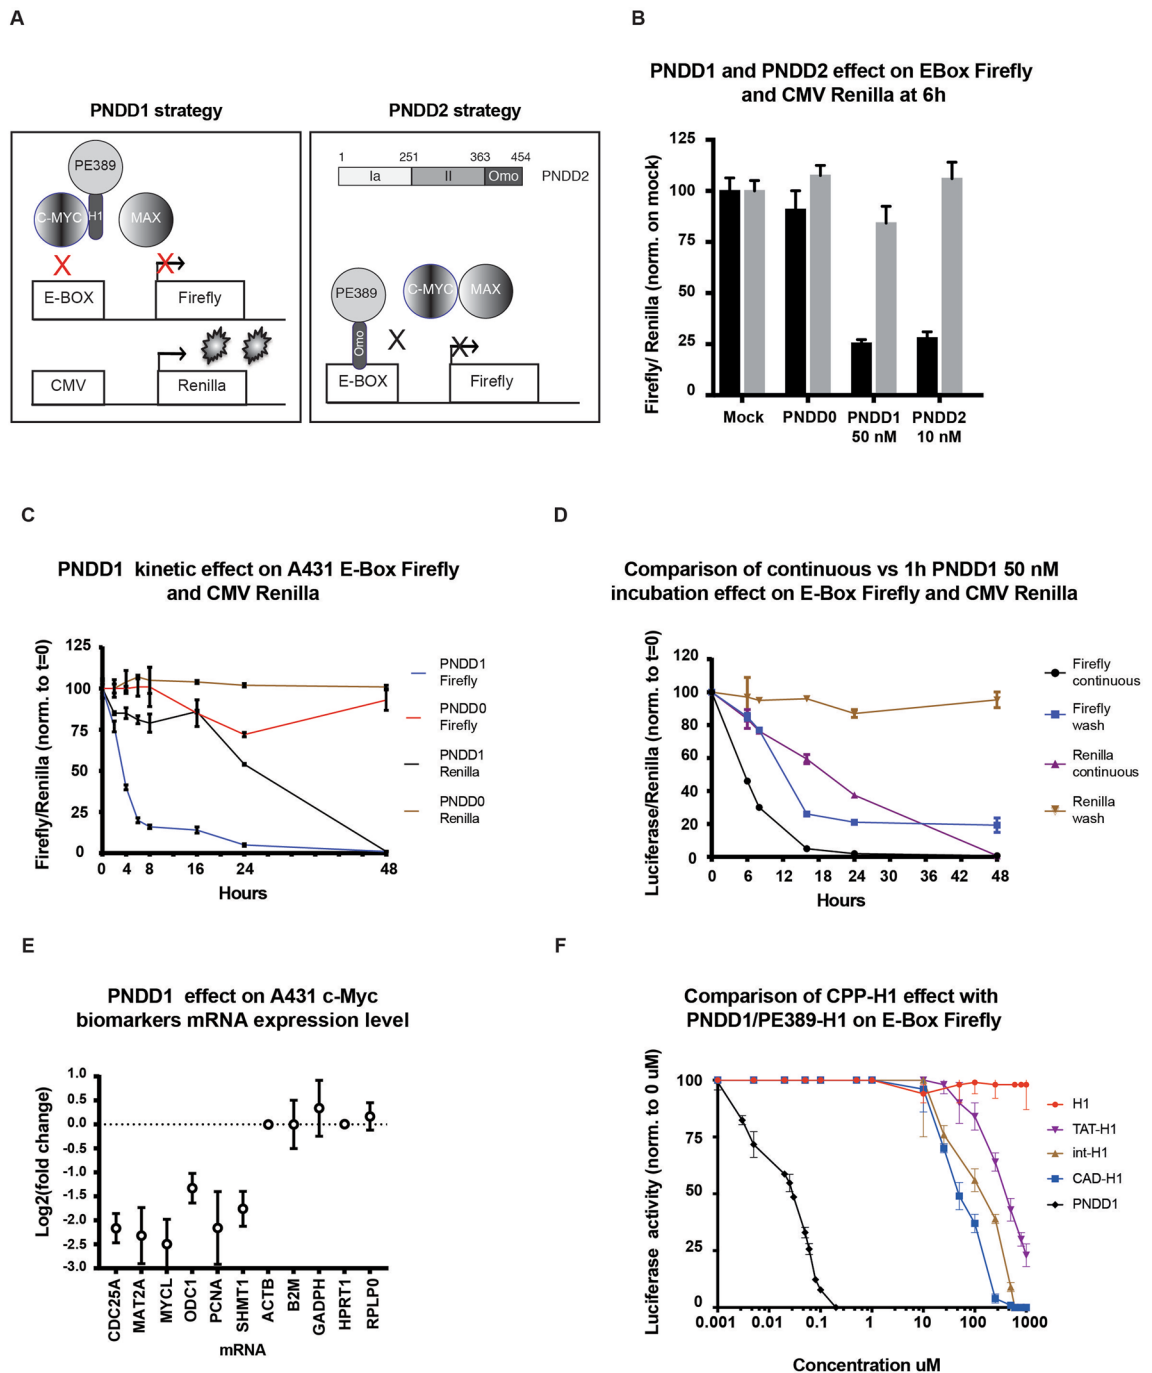 A
PNDD1 strategy
PE389
C-MYC
H1
MAX
X
X
E-BOX
Firefly
CMV
Renilla
PNDD2 strategy
1 251 363 454
Ia II Omo PNDD2
PE389
C-MYC
MAX
Omo
X
X
E-BOX
Firefly
B
PNDD1 and PNDD2 effect on EBox Firefly
and CMV Renilla at 6h
Firefly/ Renilla (norm. on mock)
125
100
75
50
25
0
Mock PNDD0 PNDD1 PNDD2
50 nM 10 nM
C
PNDD1 kinetic effect on A431 E-Box Firefly
and CMV Renilla
Firefly/Renilla (norm. to t=0)
125
100
75
50
25
0
0 4 8 16 24 48
Hours
PNDD1
Firefly
PNDD0
Firefly
PNDD1
Renilla
PNDD0
Renilla
D
Comparison of continuous vs 1h PNDD1 50 nM
incubation effect on E-Box Firefly and CMV Renilla
Luciferase/Renilla (norm. to t=0)
120
100
80
60
40
20
0
0 6 12 18 24 30 36 42 48
Hours
Firefly
continuous
Firefly
wash
Renilla
continuous
Renilla
wash
E
PNDD1 effect on A431 c-Myc
biomarkers mRNA expression level
Log2(fold change)
1.0
0.5
0.0
-0.5
-1.0
-1.5
-2.0
-2.5
-3.0
CDC25A
MAT2A
MYCL
ODC1
PCNA
SHMT1
ACTB
B2M
GADPH
HPRT1
RPLP0
mRNA
F
Comparison of CPP-H1 effect with
PNDD1/PE389-H1 on E-Box Firefly
Luciferase activity (norm. to 0 uM)
100
75
50
25
0
0.001 0.01 0.1 1 10 100 1000
Concentration uM
H1
TAT-H1
int-H1
CAD-H1
PNDD1